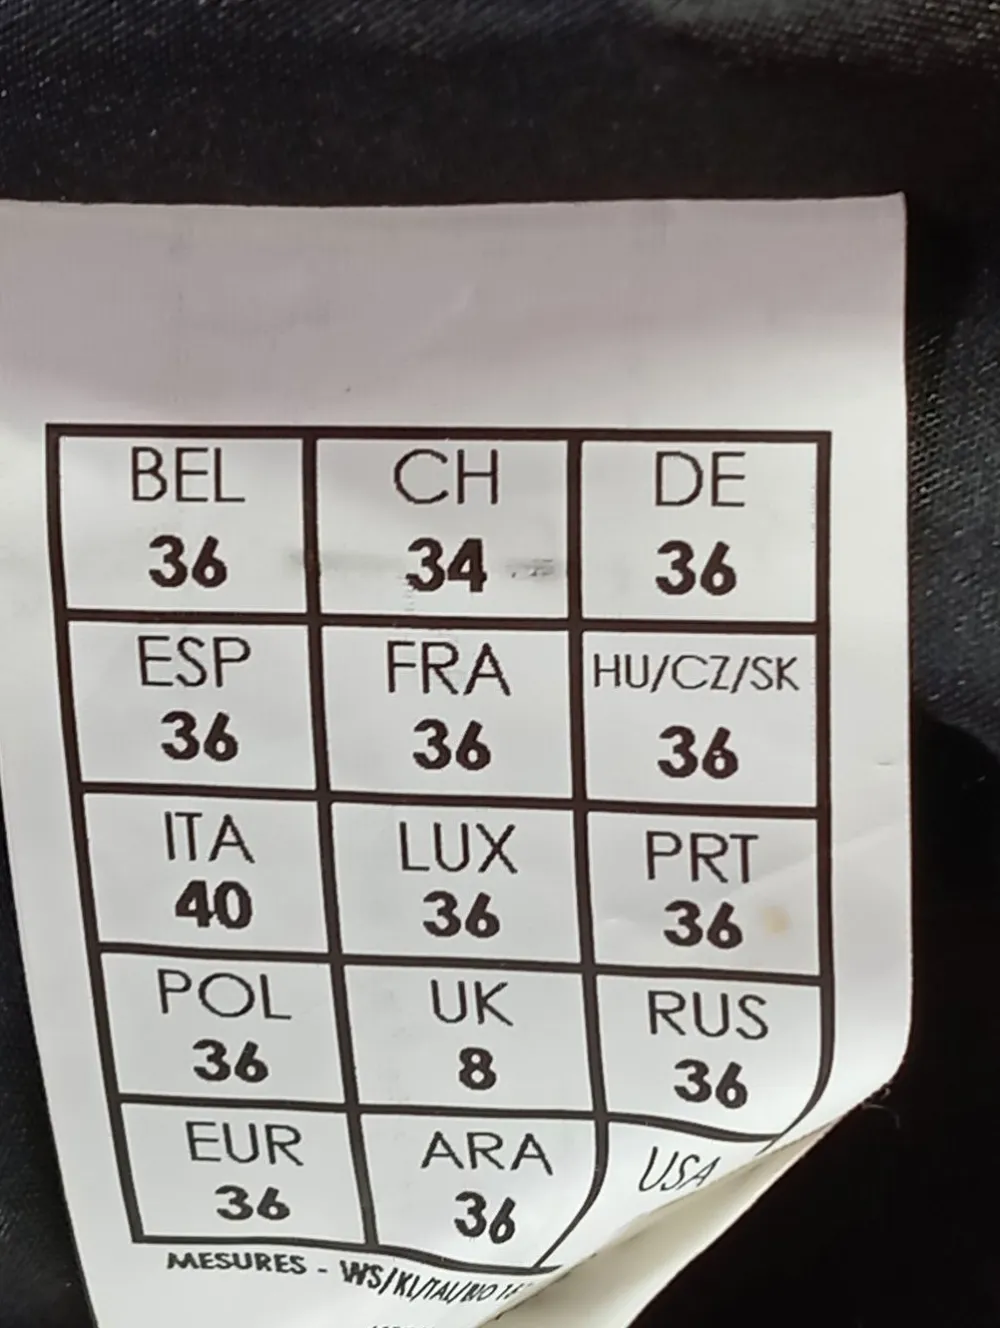 BEL CH DE
36 34 36
ESP FRA HU/CZ/SK
36 36 36
ITA LUX PRT
40 36 36
POL UK RUS
36 8 36
EUR ARA USA
36 36
MESURES -